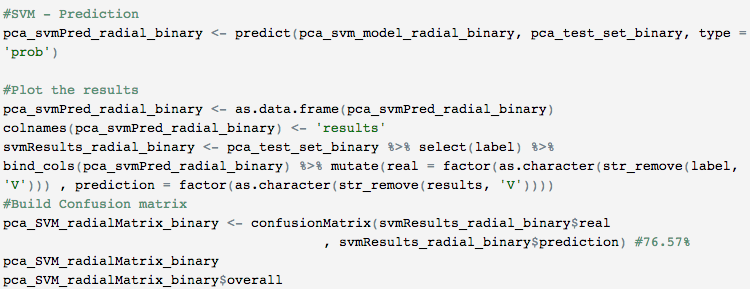 #SVM - Prediction
pca_svmPred_radial_binary <- predict(pca_svm_model_radial_binary, pca_test_set_binary, type =
'prob')
#Plot the results
pca_svmPred_radial_binary <- as.data.frame(pca_svmPred_radial_binary)
colnames(pca_svmPred_radial_binary) <- 'results'
svmResults_radial_binary <- pca_test_set_binary %>% select(label) %>%
bind_cols(pca_svmPred_radial_binary) %>% mutate(real = factor(as.character(str_remove(label,
'V'))) , prediction = factor(as.character(str_remove(results, 'V'))))
#Build Confusion matrix
pca_SVM_radialMatrix_binary <- confusionMatrix(svmResults_radial_binary$real
, svmResults_radial_binary$prediction) #76.57%
pca_SVM_radialMatrix_binary
pca_SVM_radialMatrix_binary$overall